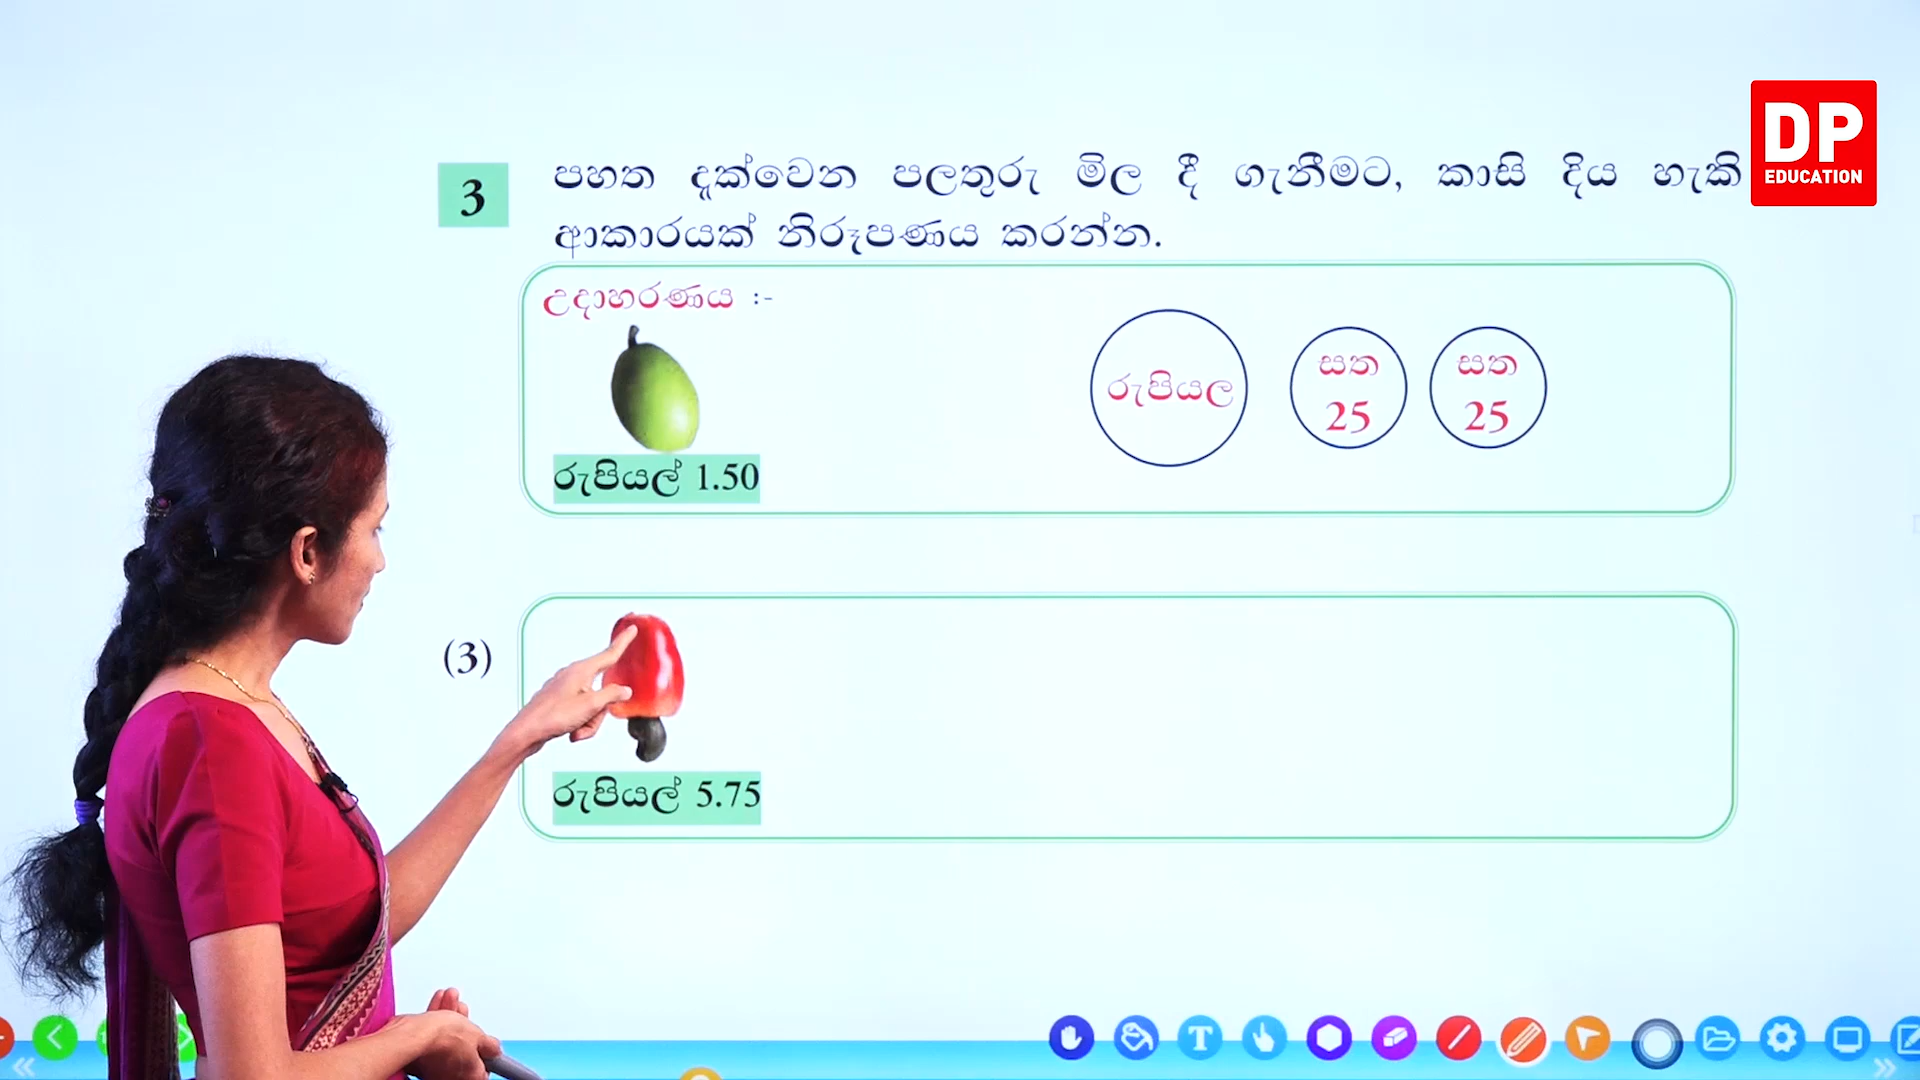 DP
EDUCATION
3
පහත දැක්වෙන පලතුරු මිල දී ගැනීමට, කාසි දිය හැකි
ආකාරයක් නිරූපණය කරන්න.
උදාහරණය :-
රුපියල
සත
25
සත
25
රුපියල් 1.50
(3)
රුපියල් 5.75
T